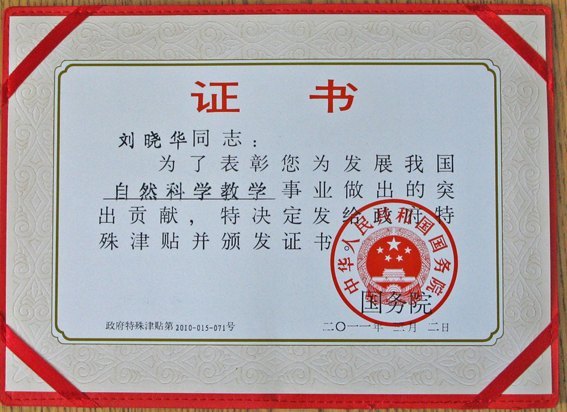 证 书
刘晓华同志:
为了表彰您为发展我国
自然科学教学事业做出的突
出贡献,特决定发给政府特
殊津贴并颁发证书。
中华人民共和国国务院
国务院
政府特殊津贴第2010-015-071号
二〇一一年 二月 二日